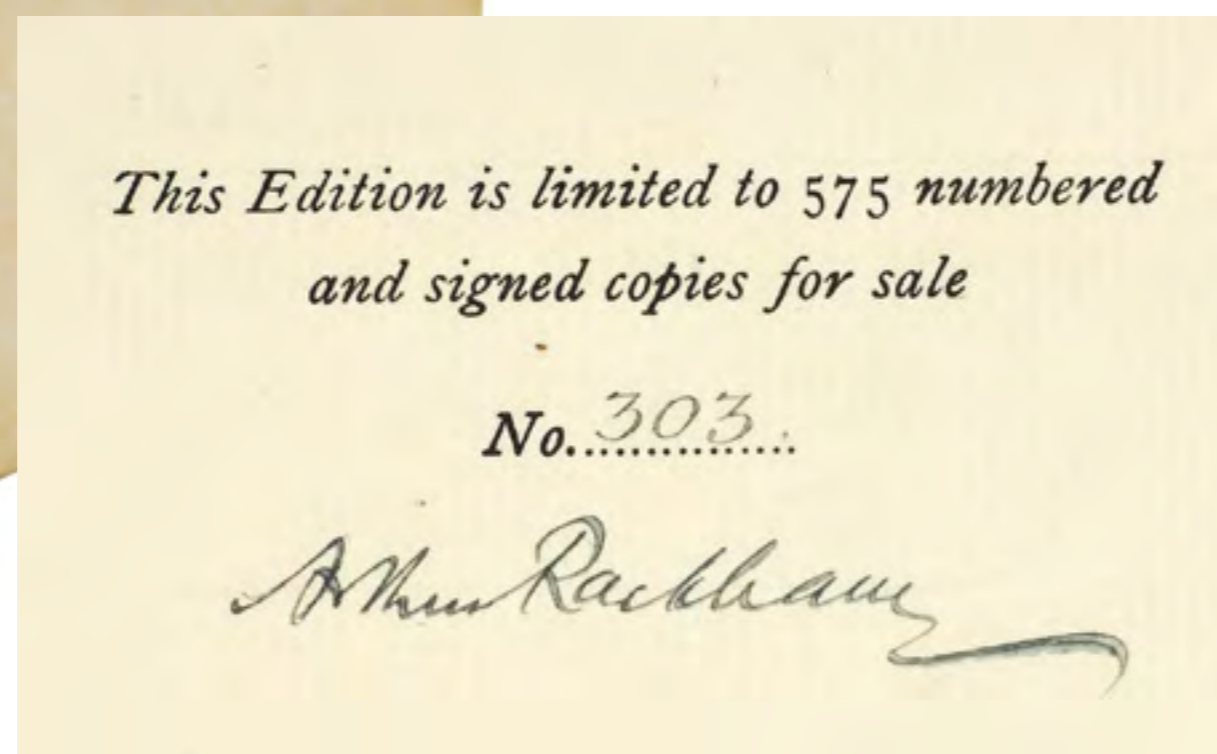 This Edition is limited to 575 numbered
and signed copies for sale
No. 303
Arthur Rackham